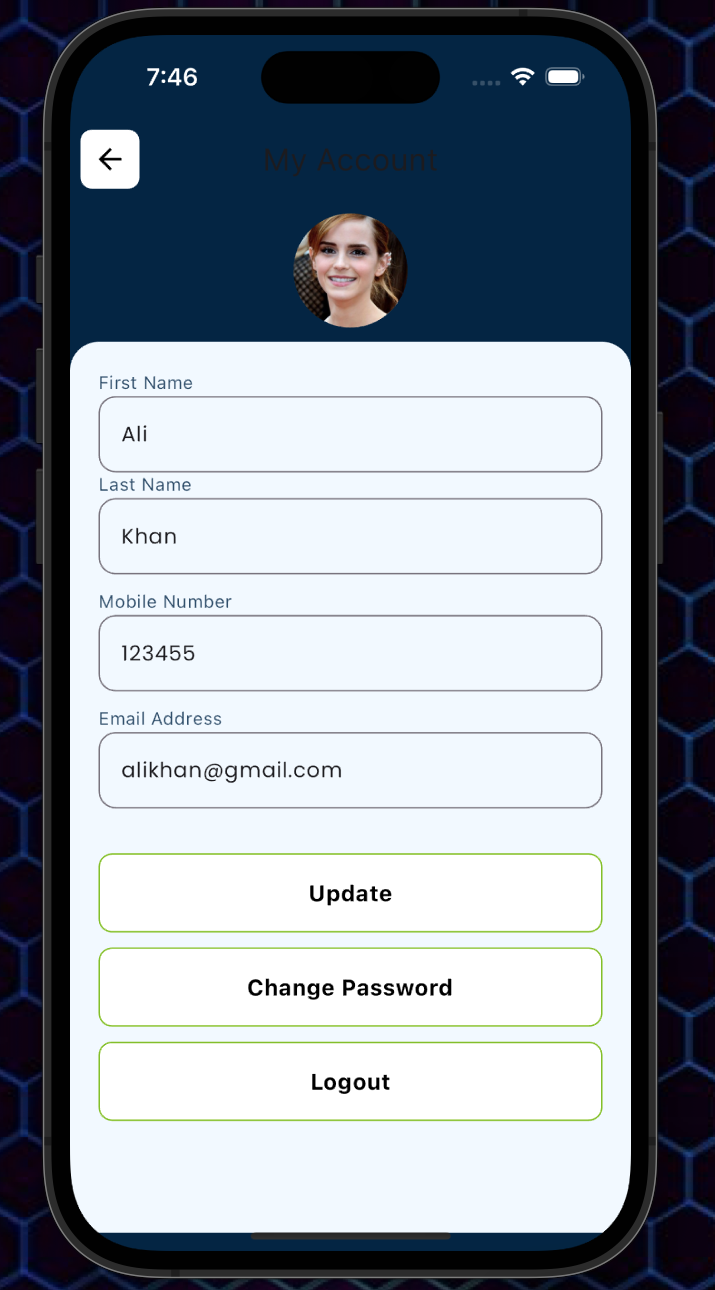 7:46
My Account
First Name
Ali
Last Name
Khan
Mobile Number
123455
Email Address
alikhan@gmail.com
Update
Change Password
Logout